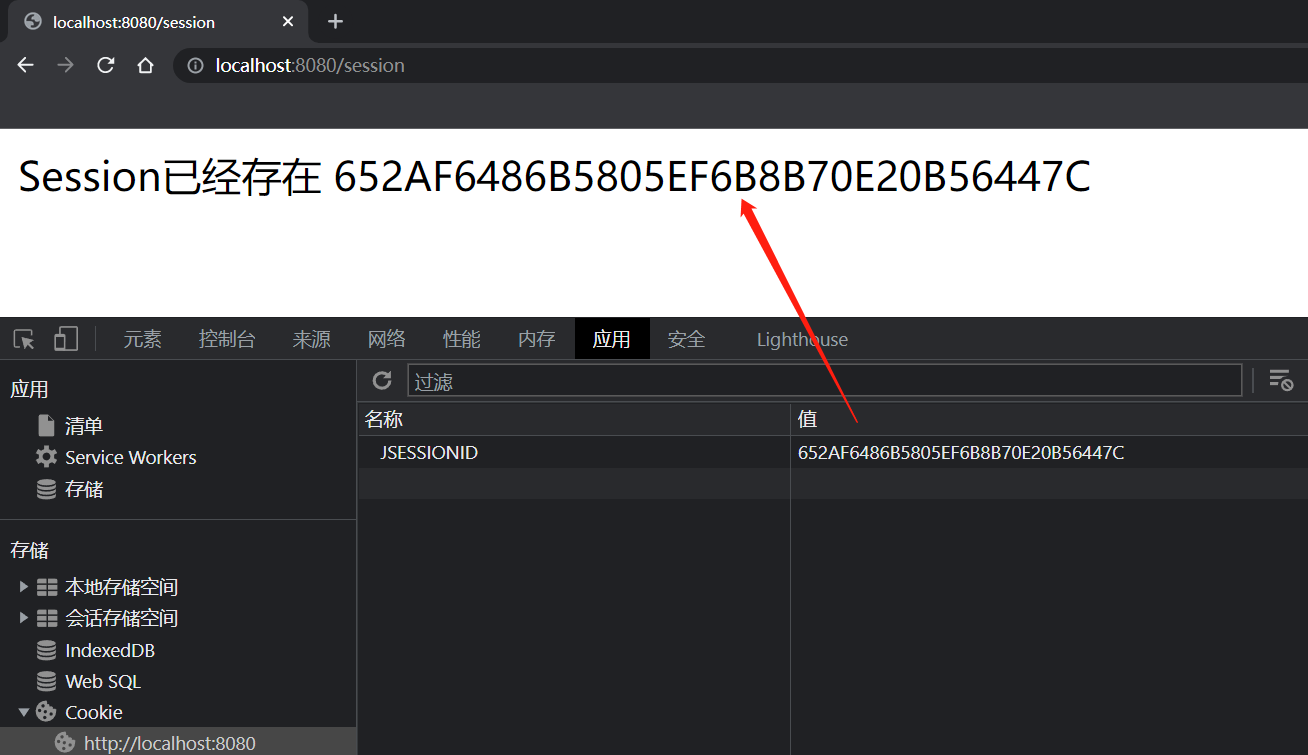 localhost:8080/session
localhost:8080/session
Session已经存在 652AF6486B5805EF6B8B70E20B56447C
元素 控制台 来源 网络 性能 内存 应用 安全 Lighthouse
应用
过滤
清单
名称 值
Service Workers
JSESSIONID 652AF6486B5805EF6B8B70E20B56447C
存储
存储
本地存储空间
会话存储空间
IndexedDB
Web SQL
Cookie
http://localhost:8080